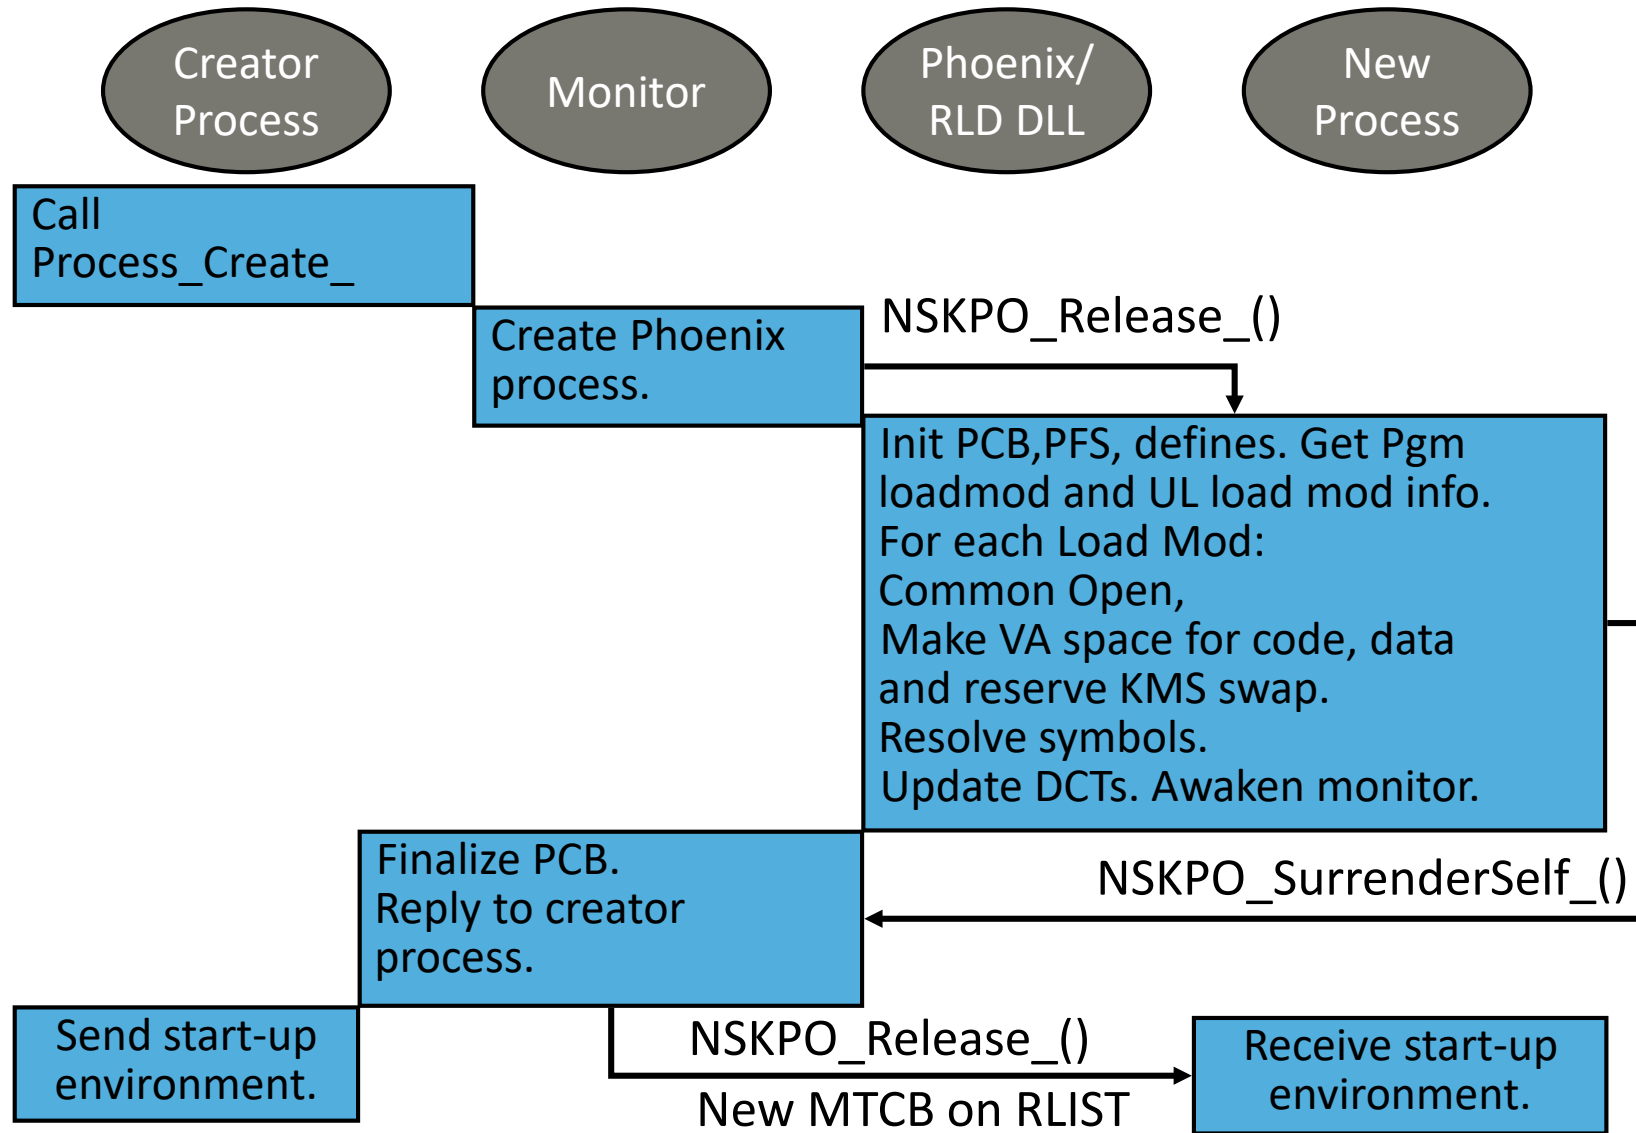 Creator
Process
Monitor
Phoenix/
RLD DLL
New
Process
Call
Process_Create_
Create Phoenix
process.
NSKPO_Release_()
Init PCB,PFS, defines. Get Pgm
loadmod and UL load mod info.
For each Load Mod:
Common Open,
Make VA space for code, data
and reserve KMS swap.
Resolve symbols.
Update DCTs. Awaken monitor.
Finalize PCB.
Reply to creator
process.
NSKPO_SurrenderSelf_()
Send start-up
environment.
NSKPO_Release_()
New MTCB on RLIST
Receive start-up
environment.